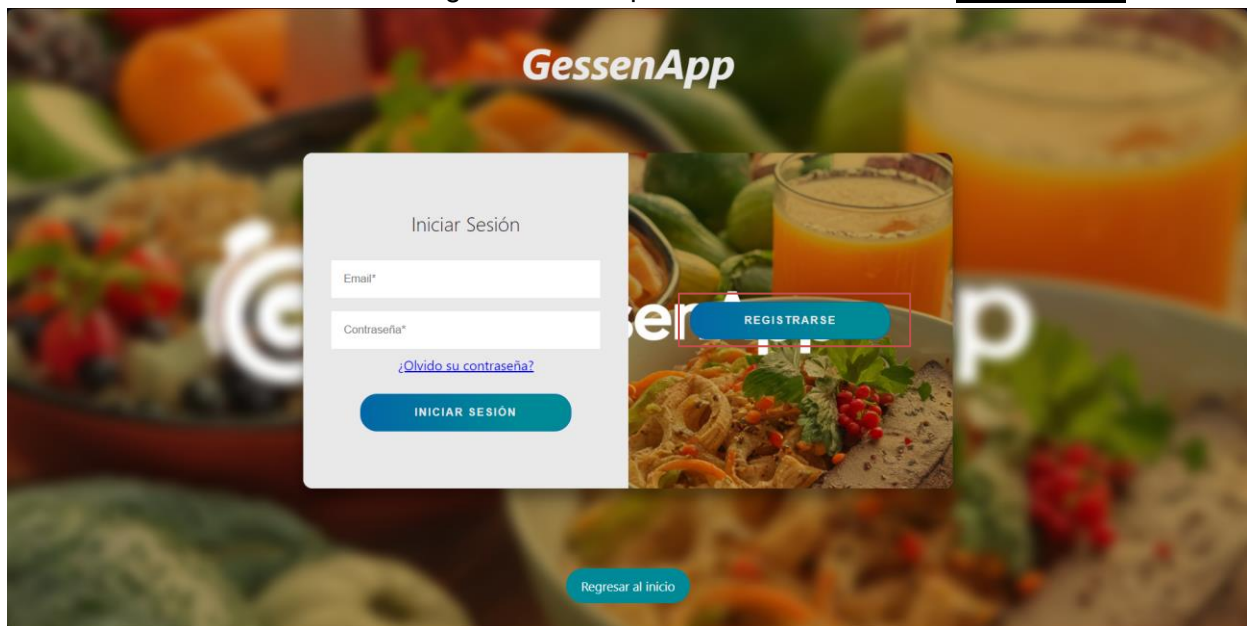 GessenApp
Iniciar Sesión
Email*
Contraseña*
¿Olvido su contraseña?
INICIAR SESIÓN
REGISTRARSE
Regresar al inicio